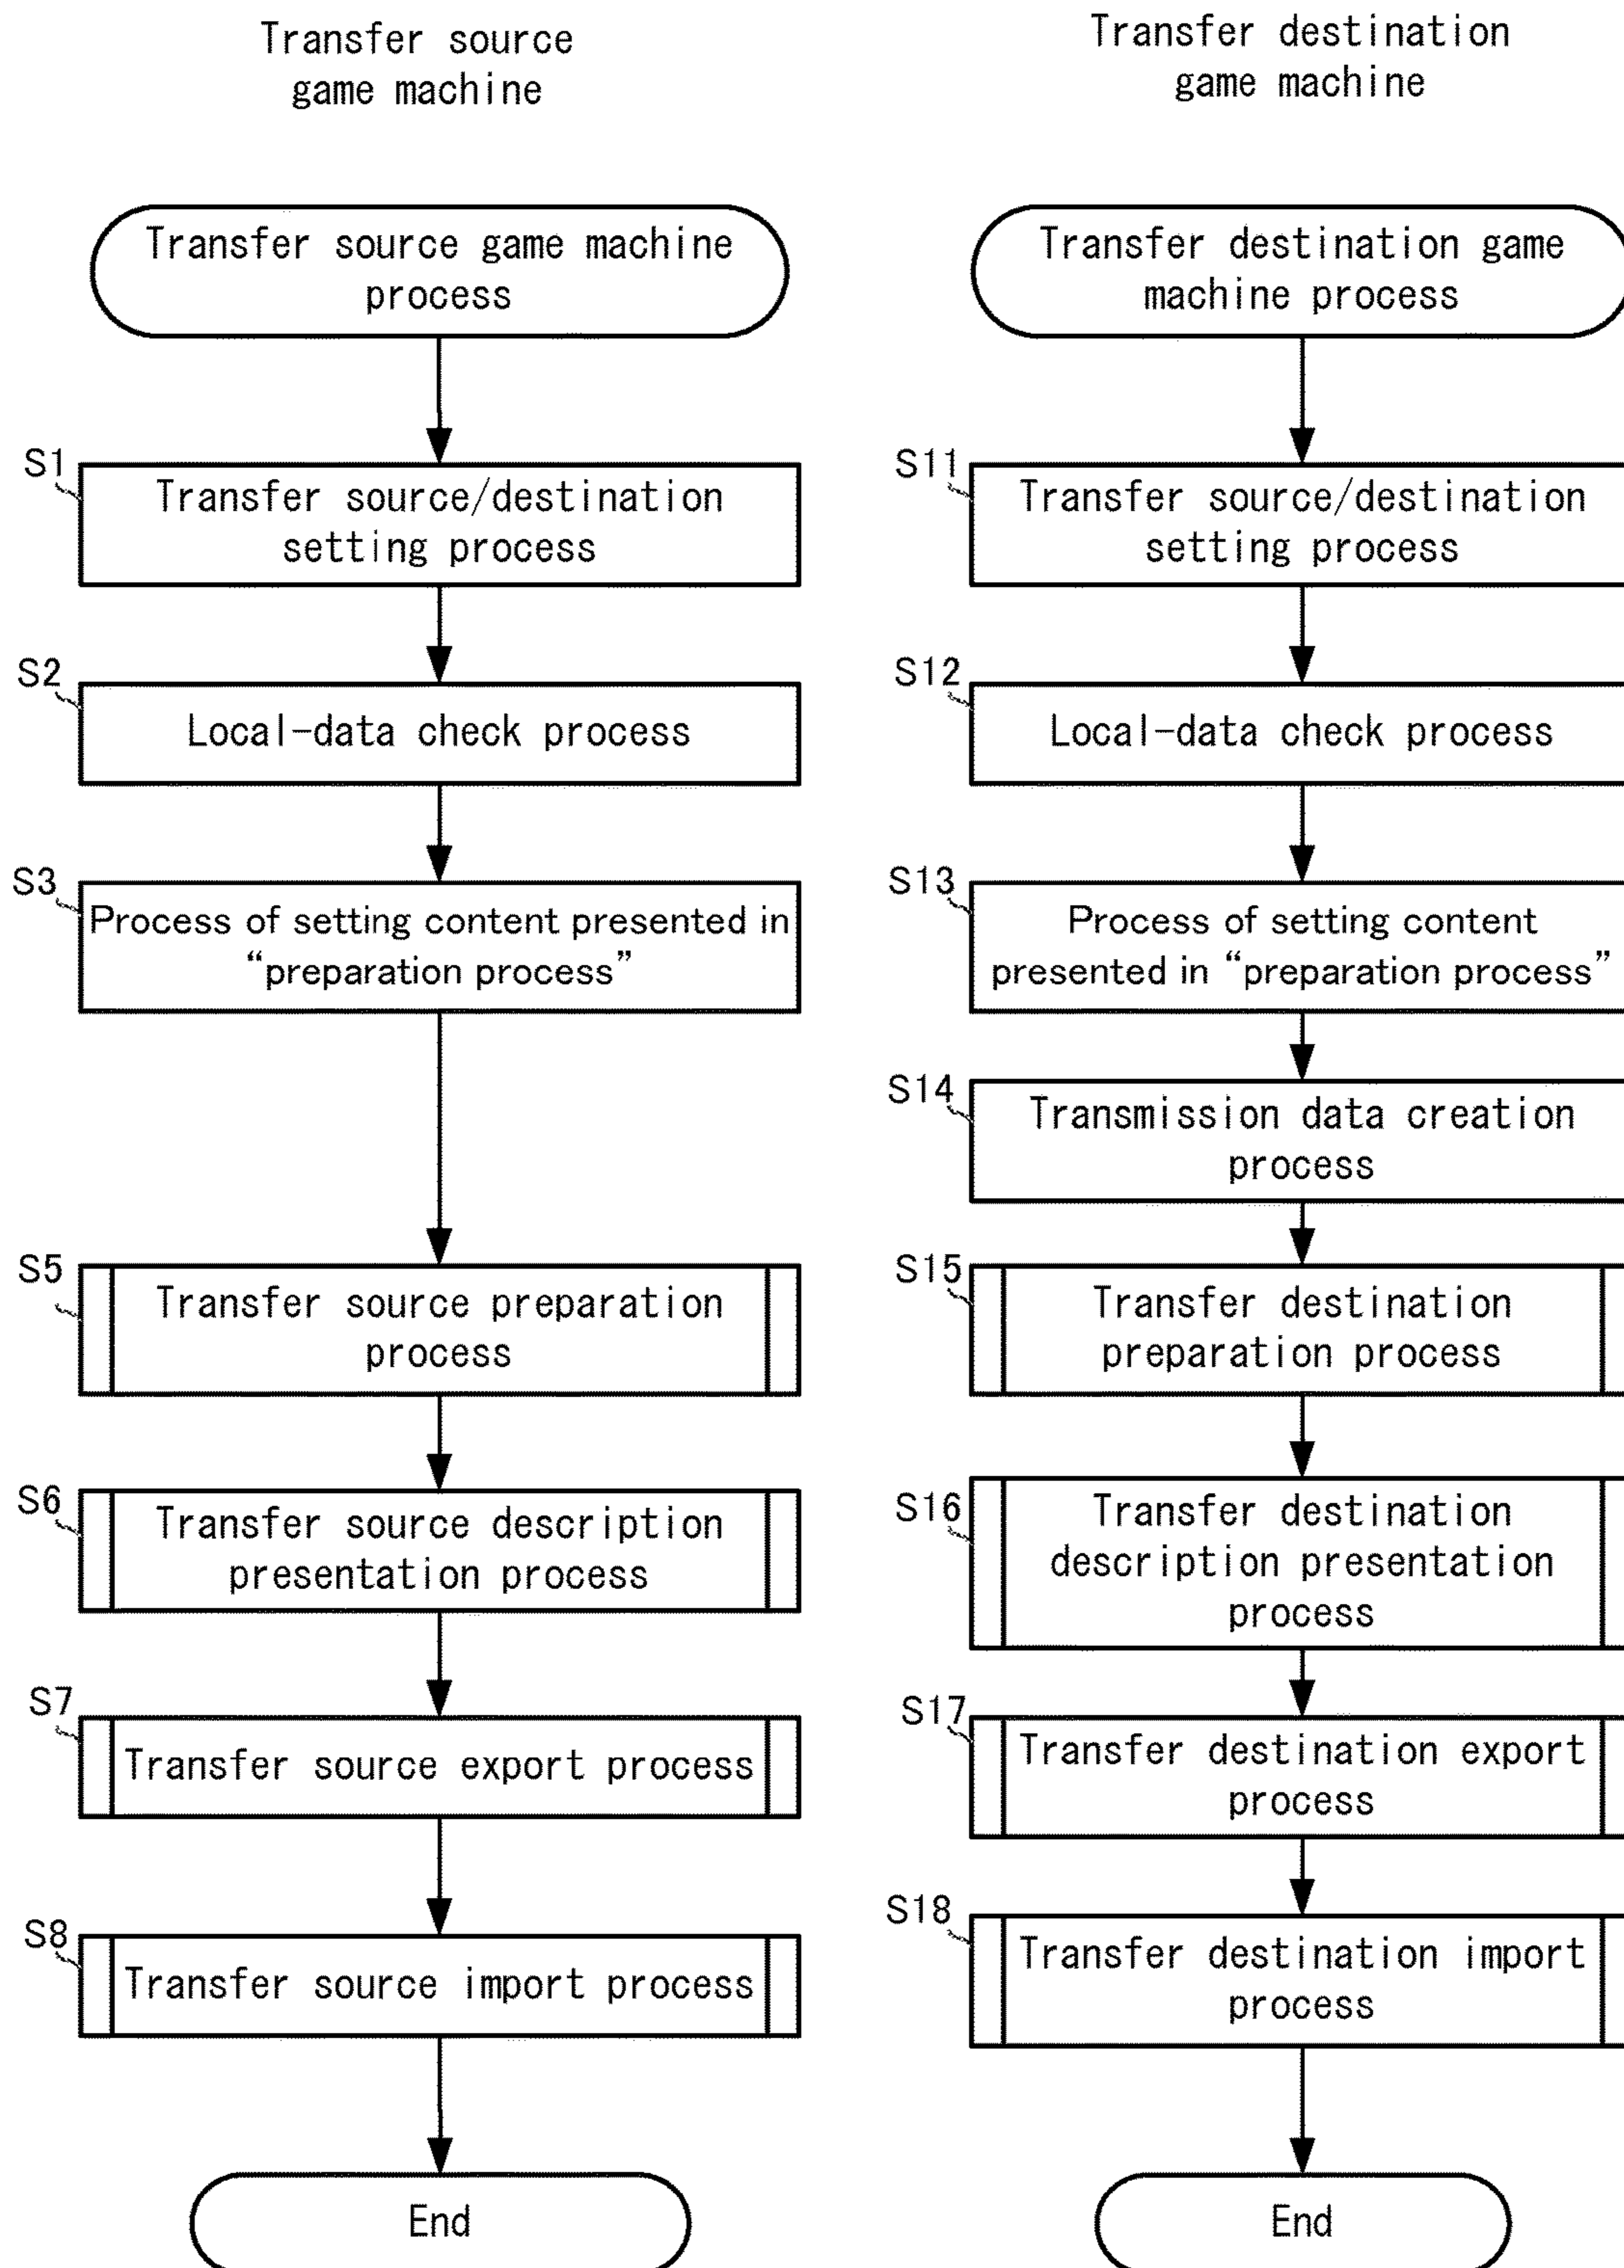 Transfer source
game machine
Transfer source game machine
process
S1
Transfer source/destination
setting process
S2
Local-data check process
S3
Process of setting content presented in
“preparation process”
S5
Transfer source preparation
process
S6
Transfer source description
presentation process
S7
Transfer source export process
S8
Transfer source import process
End
Transfer destination
game machine
Transfer destination game
machine process
S11
Transfer source/destination
setting process
S12
Local-data check process
S13
Process of setting content
presented in “preparation process”
S14
Transmission data creation
process
S15
Transfer destination
preparation process
S16
Transfer destination
description presentation
process
S17
Transfer destination export
process
S18
Transfer destination import
process
End